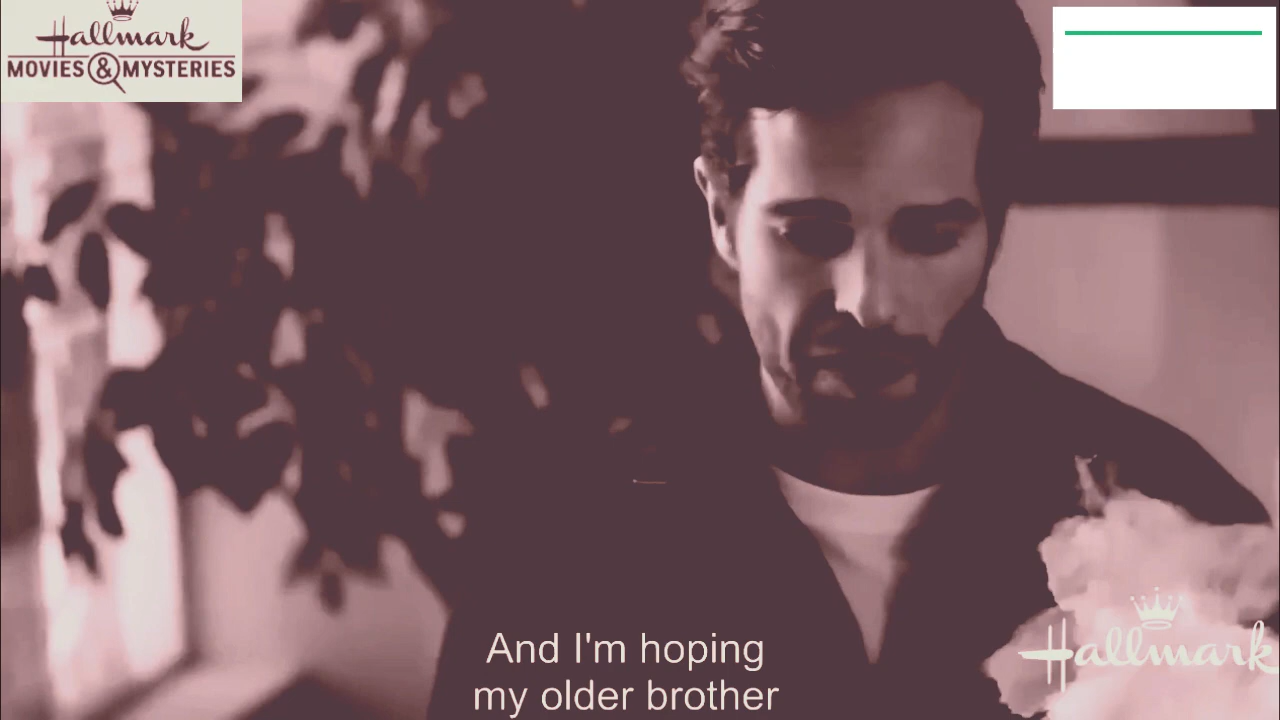 Hallmark
MOVIES & MYSTERIES
And I'm hoping
my older brother
Hallmark